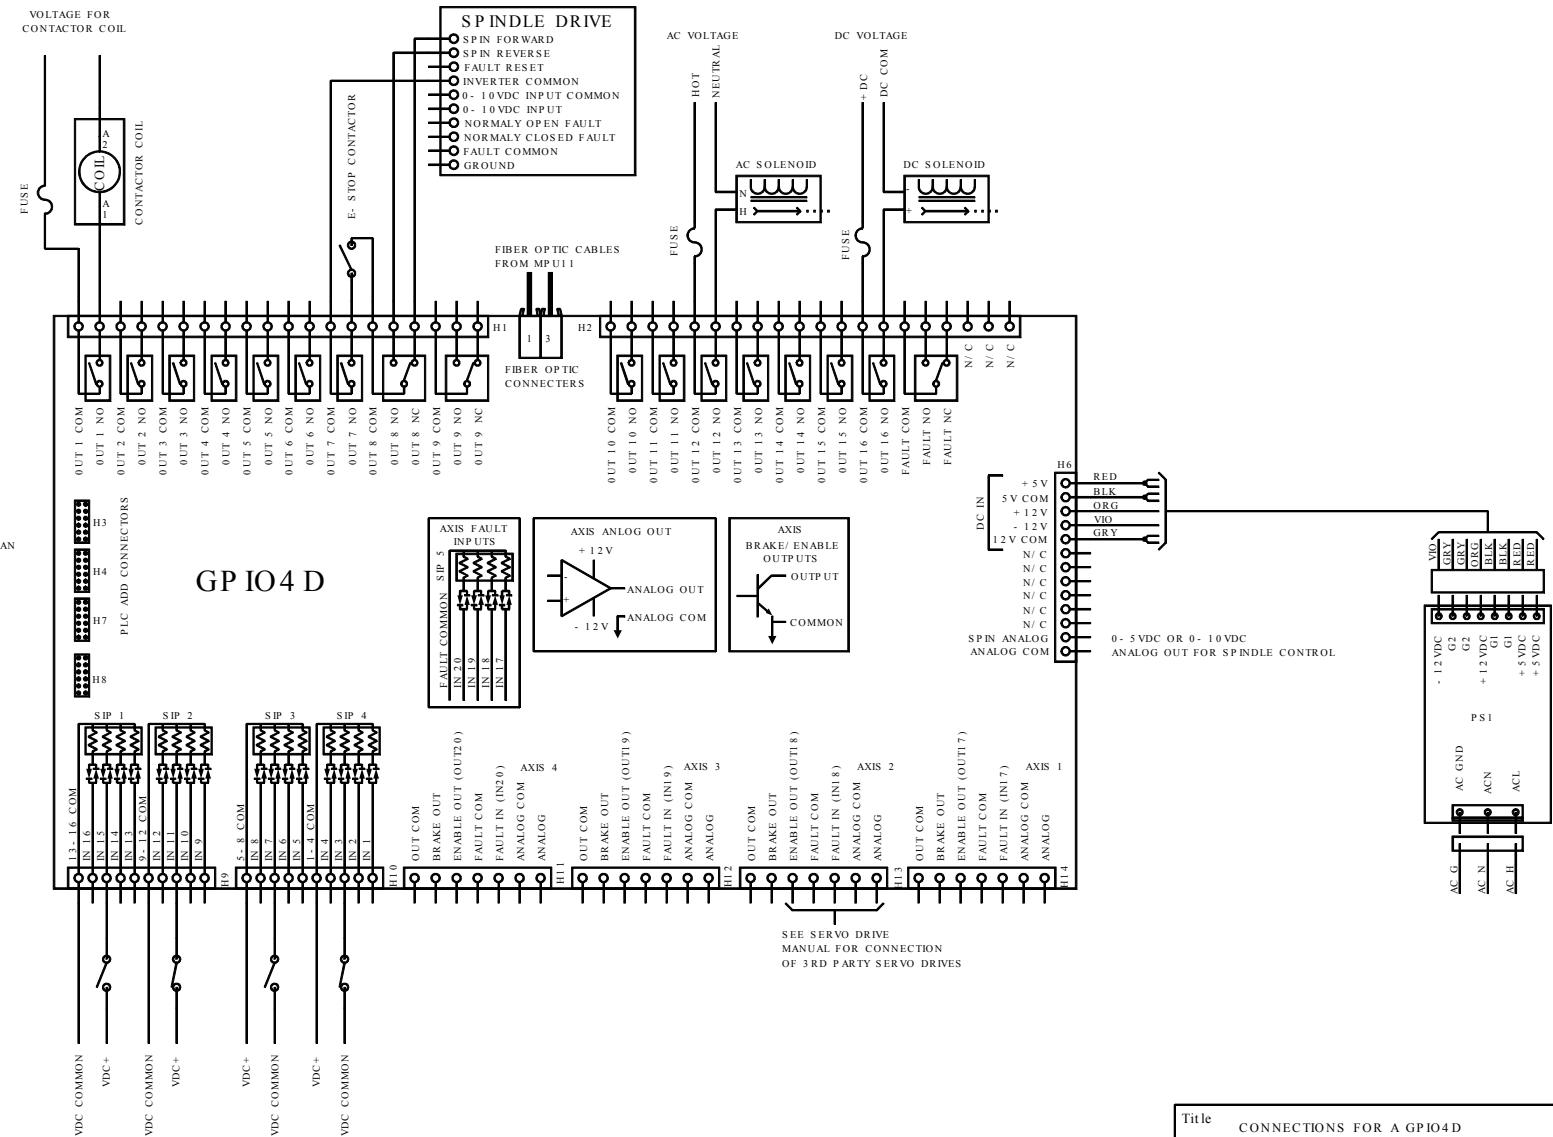 VOLTAGE FOR
CONTACTOR COIL
FUSE
A
2
COIL
A
1
CONTACTOR COIL
E- STOP CONTACTOR
SPINDLE DRIVE
SPIN FORWARD
SPIN REVERSE
FAULT RESET
INVERTER COMMON
0- 10VDC INPUT COMMON
0- 10VDC INPUT
NORMALY OPEN FAULT
NORMALY CLOSED FAULT
FAULT COMMON
GROUND
AC VOLTAGE
HOT
NEUTRAL
FUSE
AC SOLENOID
N
H
DC VOLTAGE
+ DC
DC COM
FUSE
DC SOLENOID
-
+
FIBER OPTIC CABLES
FROM MPU11
H1
1
3
H2
FIBER OPTIC
CONNECTERS
OUT 1 COM
OUT 1 NO
OUT 2 COM
OUT 2 NO
OUT 3 COM
OUT 3 NO
OUT 4 COM
OUT 4 NO
OUT 5 COM
OUT 5 NO
OUT 6 COM
OUT 6 NO
OUT 7 COM
OUT 7 NO
OUT 8 COM
OUT 8 NO
OUT 8 NC
OUT 9 COM
OUT 9 NO
OUT 9 NC
OUT 10 COM
OUT 10 NO
OUT 11 COM
OUT 11 NO
OUT 12 COM
OUT 12 NO
OUT 13 COM
OUT 13 NO
OUT 14 COM
OUT 14 NO
OUT 15 COM
OUT 15 NO
OUT 16 COM
OUT 16 NO
FAULT COM
FAULT NO
FAULT NC
N/ C
N/ C
N/ C
AN
H3
H4
H7
H8
PLC ADD CONNECTORS
GPIO4D
AXIS FAULT
INPUTS
SIP 5
FAULT COMMON
IN 20
IN 19
IN 18
IN 17
AXIS ANLOG OUT
+ 12V
-
+
ANALOG OUT
ANALOG COM
- 12V
AXIS
BRAKE/ ENABLE
OUTPUTS
OUTPUT
COMMON
H6
DC IN
+ 5V
5V COM
+ 12V
- 12V
12V COM
N/ C
N/ C
N/ C
N/ C
N/ C
N/ C
SPIN ANALOG
ANALOG COM
RED
BLK
ORG
VIO
GRY
0- 5VDC OR 0- 10VDC
ANALOG OUT FOR SPINDLE CONTROL
VIO
GRY
GRY
ORG
BLK
BLK
RED
RED
- 12VDC
G2
G2
+ 12VDC
G1
G1
+ 5VDC
+ 5VDC
PS1
AC GND
ACN
ACL
AC G
AC N
AC H
SIP 1
SIP 2
SIP 3
SIP 4
13- 16 COM
IN 16
IN 15
IN 14
IN 13
9- 12 COM
IN 12
IN 11
IN 10
IN 9
H9
5- 8 COM
IN 8
IN 7
IN 6
IN 5
1- 4 COM
IN 4
IN 3
IN 2
IN 1
H10
AXIS 4
OUT COM
BRAKE OUT
ENABLE OUT (OUT20)
FAULT COM
FAULT IN (IN20)
ANALOG COM
ANALOG
H11
AXIS 3
OUT COM
BRAKE OUT
ENABLE OUT (OUT19)
FAULT COM
FAULT IN (IN19)
ANALOG COM
ANALOG
H12
AXIS 2
OUT COM
BRAKE OUT
ENABLE OUT (OUT18)
FAULT COM
FAULT IN (IN18)
ANALOG COM
ANALOG
H13
AXIS 1
OUT COM
BRAKE OUT
ENABLE OUT (OUT17)
FAULT COM
FAULT IN (IN17)
ANALOG COM
ANALOG
H14
SEE SERVO DRIVE
MANUAL FOR CONNECTION
OF 3RD PARTY SERVO DRIVES
VDC COMMON
VDC+
VDC COMMON
VDC+
VDC+
VDC COMMON
VDC+
VDC COMMON
Title
CONNECTIONS FOR A GPIO4D